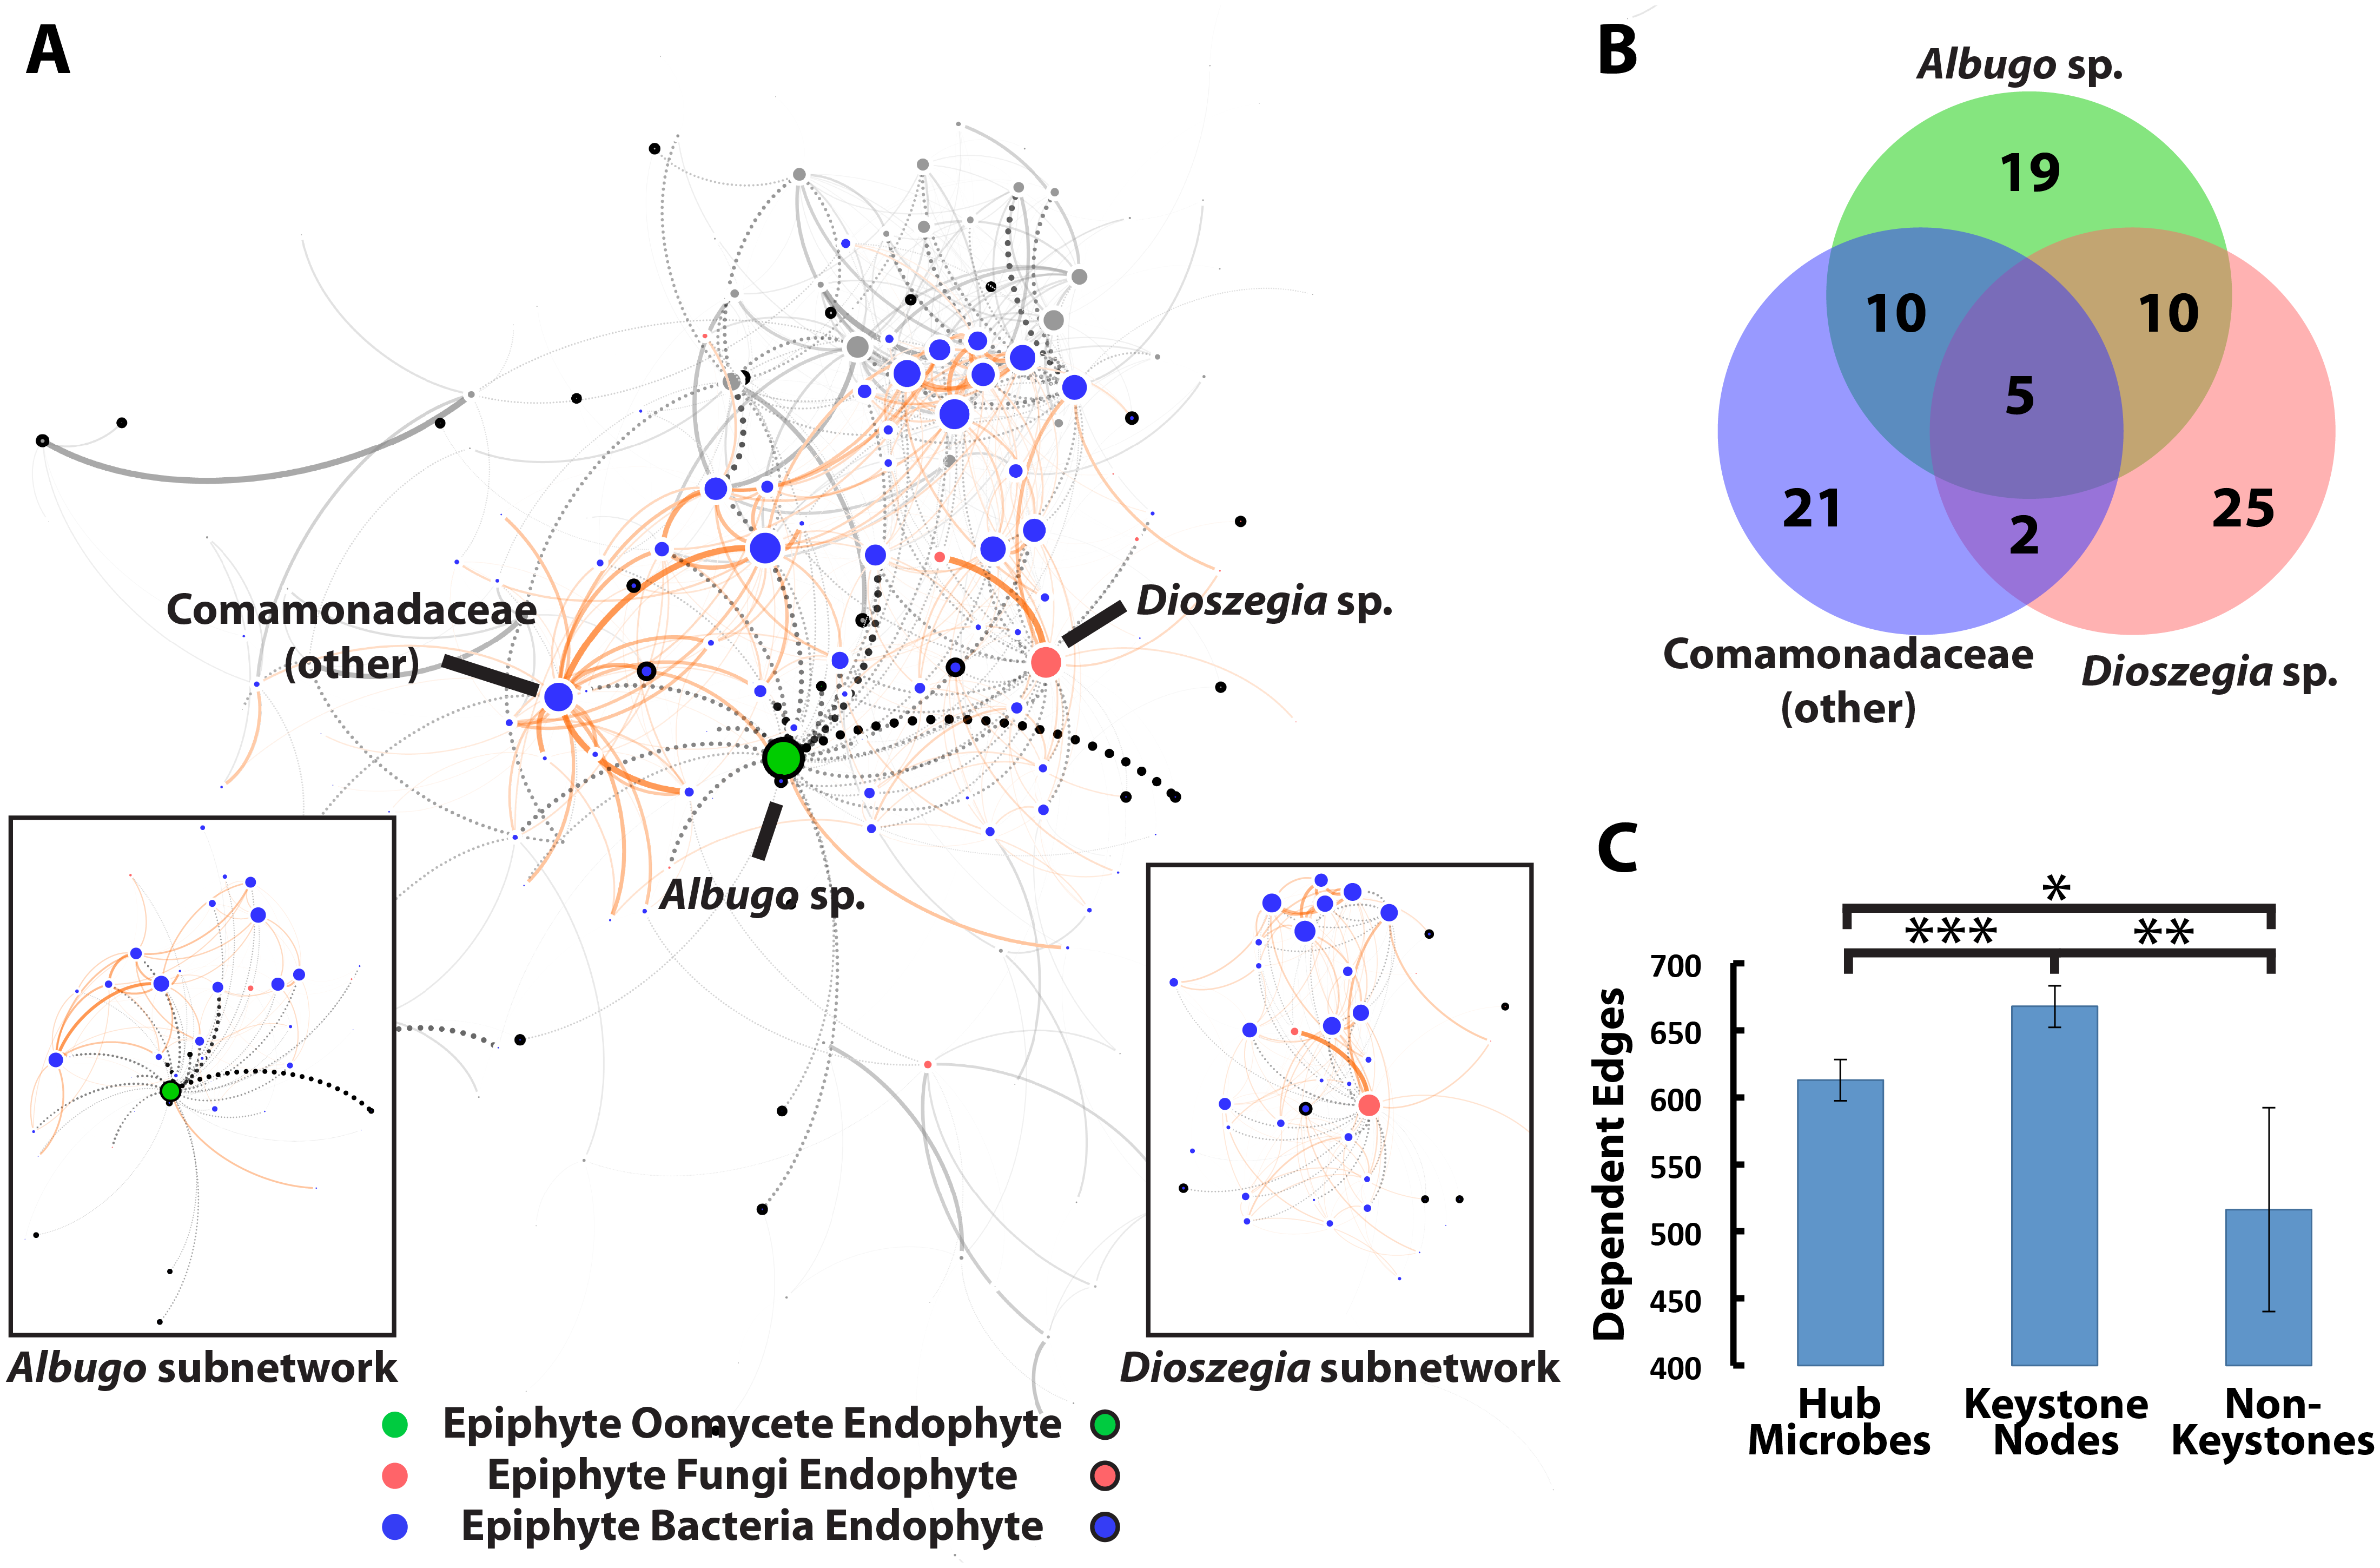 A
Comamonadaceae
(other)
Dioszegia sp.
Albugo sp.
Albugo subnetwork
Dioszegia subnetwork
Epiphyte Oomycete Endophyte
Epiphyte Fungi Endophyte
Epiphyte Bacteria Endophyte
B
Albugo sp.
19
10
10
5
21
2
25
Comamonadaceae
(other)
Dioszegia sp.
C
*
***
**
Dependent Edges
700
650
600
550
500
450
400
Hub
Microbes
Keystone
Nodes
Non-
Keystones